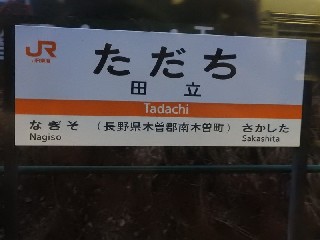 JR
ただち
田立
Tadachi
なぎそ (長野県木曽郡南木曽町) さかした
Nagiso Sakashita